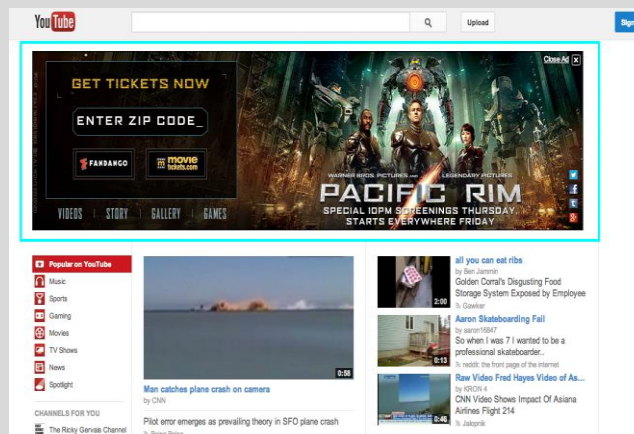 YouTube
Upload
Sign
Close Ad X
GET TICKETS NOW
ENTER ZIP CODE_
FANDANGO
m movie tickets.com
VIDEOS STORY GALLERY GAMES
WARNER BROS. PICTURES AND LEGENDARY PICTURES
PACIFIC RIM
SPECIAL 10PM SCREENINGS THURSDAY.
STARTS EVERYWHERE FRIDAY
Popular on YouTube
Music
Sports
Gaming
Movies
TV Shows
News
Spotlight
CHANNELS FOR YOU
The Ricky Gervais Channel
0:58
Man catches plane crash on camera
by CNN
Pilot error emerges as prevailing theory in SFO plane crash
Boing Boing
2:00
all you can eat ribs
by Ben Jammin
Golden Corral's Disgusting Food
Storage System Exposed by Employee
Gawker
0:13
Aaron Skateboarding Fail
by aaron16847
So when I was 7 I wanted to be a
professional skateboarder..
reddit: the front page of the internet
0:46
Raw Video Fred Hayes Video of As...
by KRON 4
CNN Video Shows Impact Of Asiana
Airlines Flight 214
Jalopnik